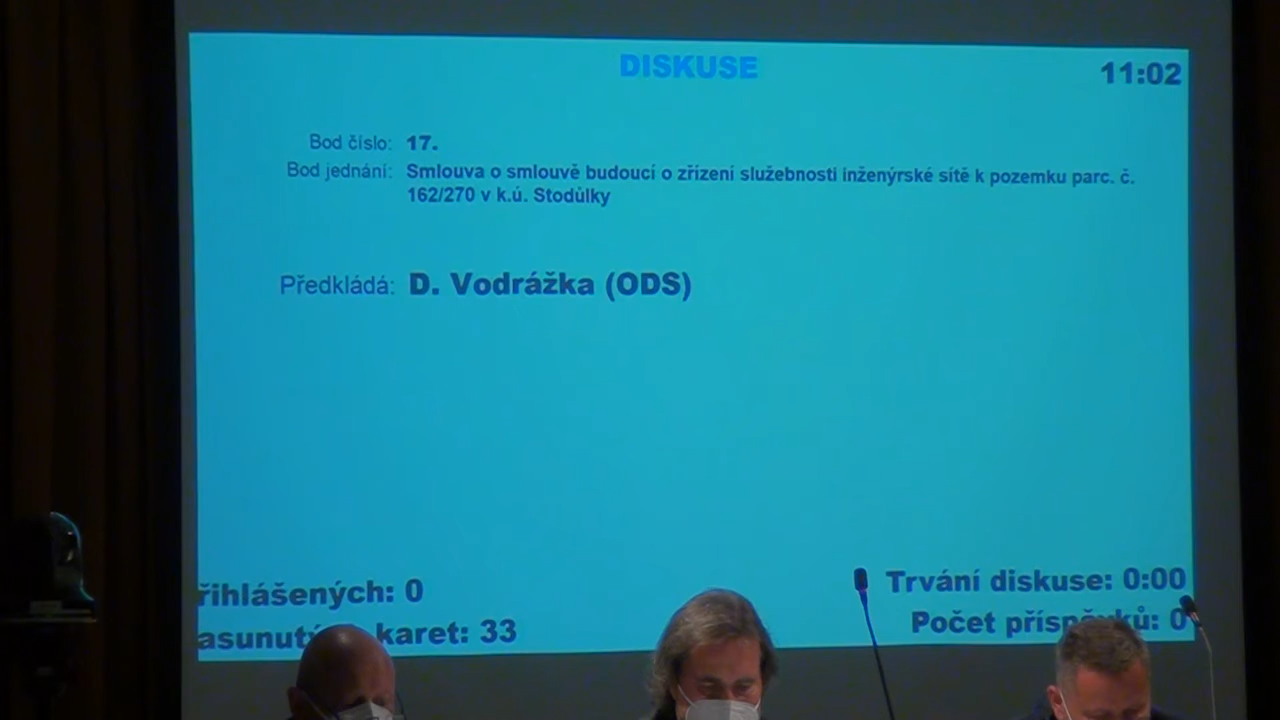 DISKUSE
11:02
Bod číslo: 17.
Bod jednání: Smlouva o smlouvě budoucí o zřízení služebnosti inženýrské sítě k pozemku parc. č.
162/270 v k.ú. Stodůlky
Předkládá: D. Vodrážka (ODS)
řihlášených: 0
karet: 33
Trvání diskuse: 0:00
Počet příspěvků: 0